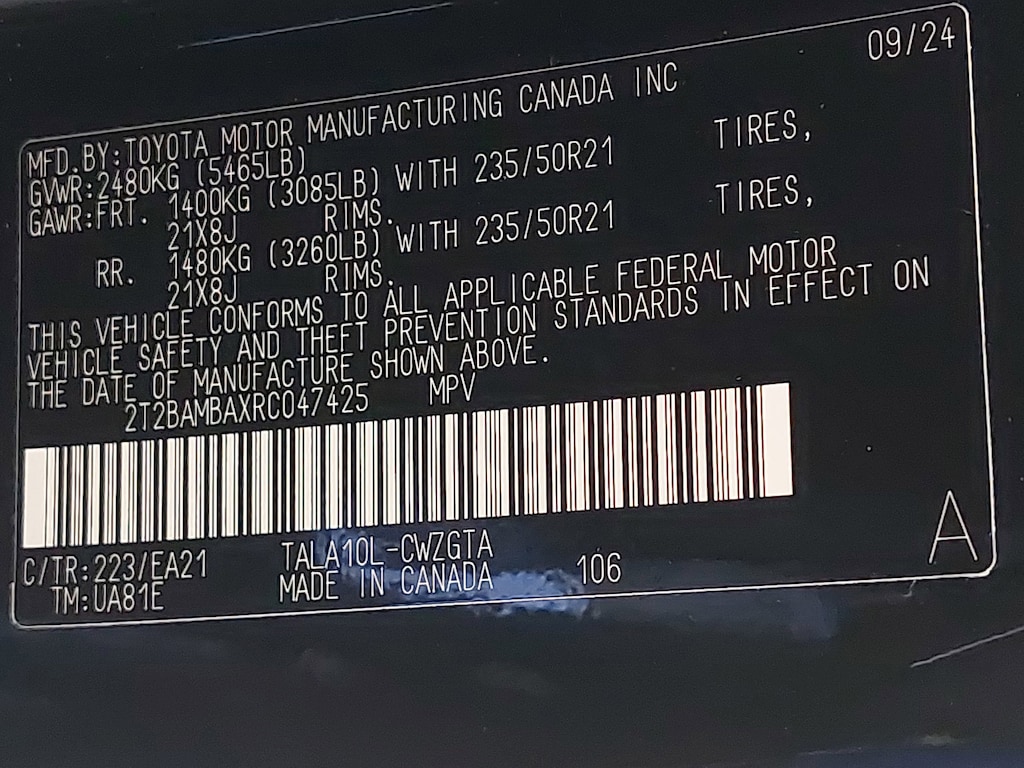 09/24
MFD.BY:TOYOTA MOTOR MANUFACTURING CANADA INC
GVWR:2480KG (5465LB)
GAWR:FRT. 1400KG (3085LB) WITH 235/50R21 TIRES,
21X8J RIMS.
RR. 1480KG (3260LB) WITH 235/50R21 TIRES,
21X8J RIMS.
THIS VEHICLE CONFORMS TO ALL APPLICABLE FEDERAL MOTOR
VEHICLE SAFETY AND THEFT PREVENTION STANDARDS IN EFFECT ON
THE DATE OF MANUFACTURE SHOWN ABOVE.
2T2BAMBAXRC047425 MPV
C/TR:223/EA21 TALA10L-CWZGTA
TM:UA81E MADE IN CANADA 106
A